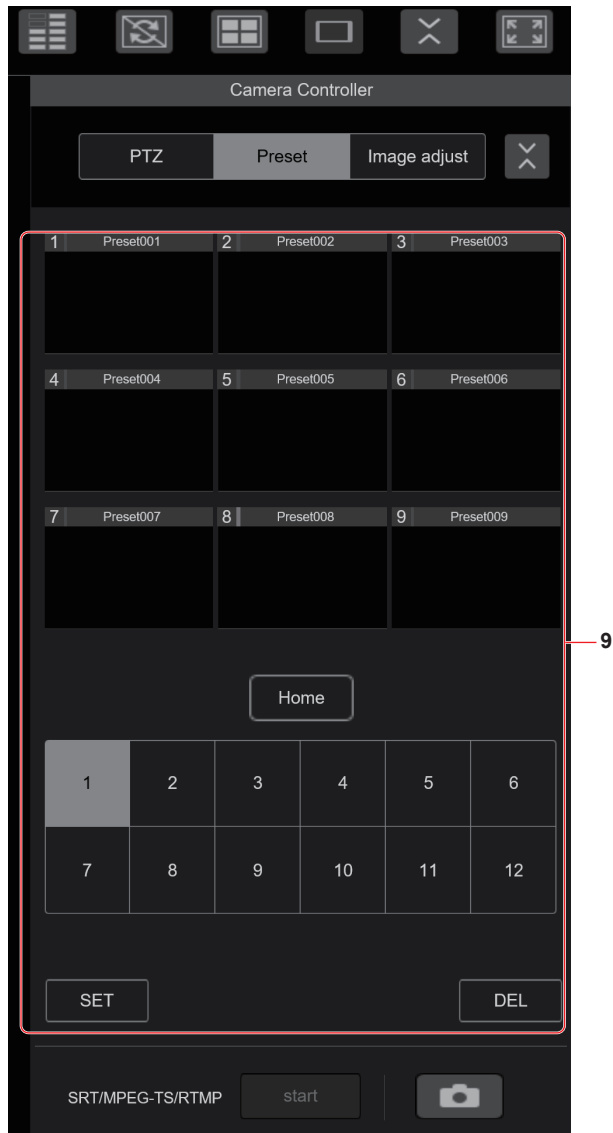 Camera Controller
PTZ Preset Image adjust
1 Preset001 2 Preset002 3 Preset003
4 Preset004 5 Preset005 6 Preset006
7 Preset007 8 Preset008 9 Preset009
9
Home
1 2 3 4 5 6
7 8 9 10 11 12
SET DEL
SRT/MPEG-TS/RTMP start